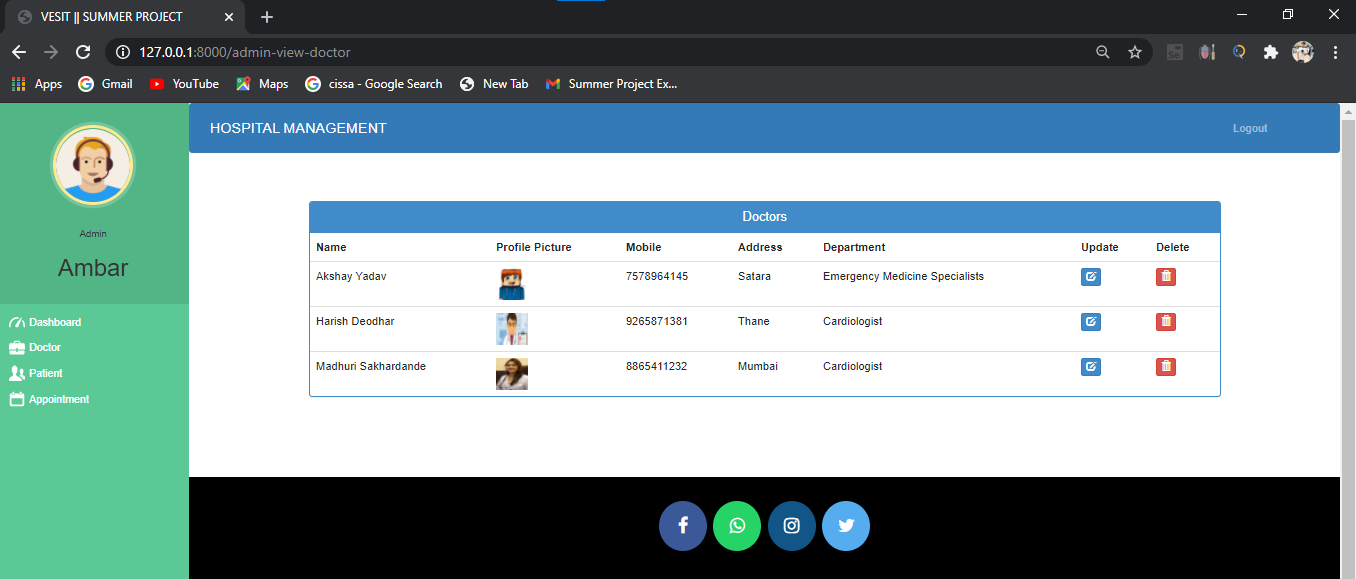 VESIT || SUMMER PROJECT
127.0.0.1:8000/admin-view-doctor
Apps Gmail YouTube Maps cissa - Google Search New Tab Summer Project Ex...
HOSPITAL MANAGEMENT Logout
Admin
Ambar
Dashboard
Doctor
Patient
Appointment
Doctors
Name Profile Picture Mobile Address Department Update Delete
Akshay Yadav 7578964145 Satara Emergency Medicine Specialists
Harish Deodhar 9265871381 Thane Cardiologist
Madhuri Sakhardande 8865411232 Mumbai Cardiologist